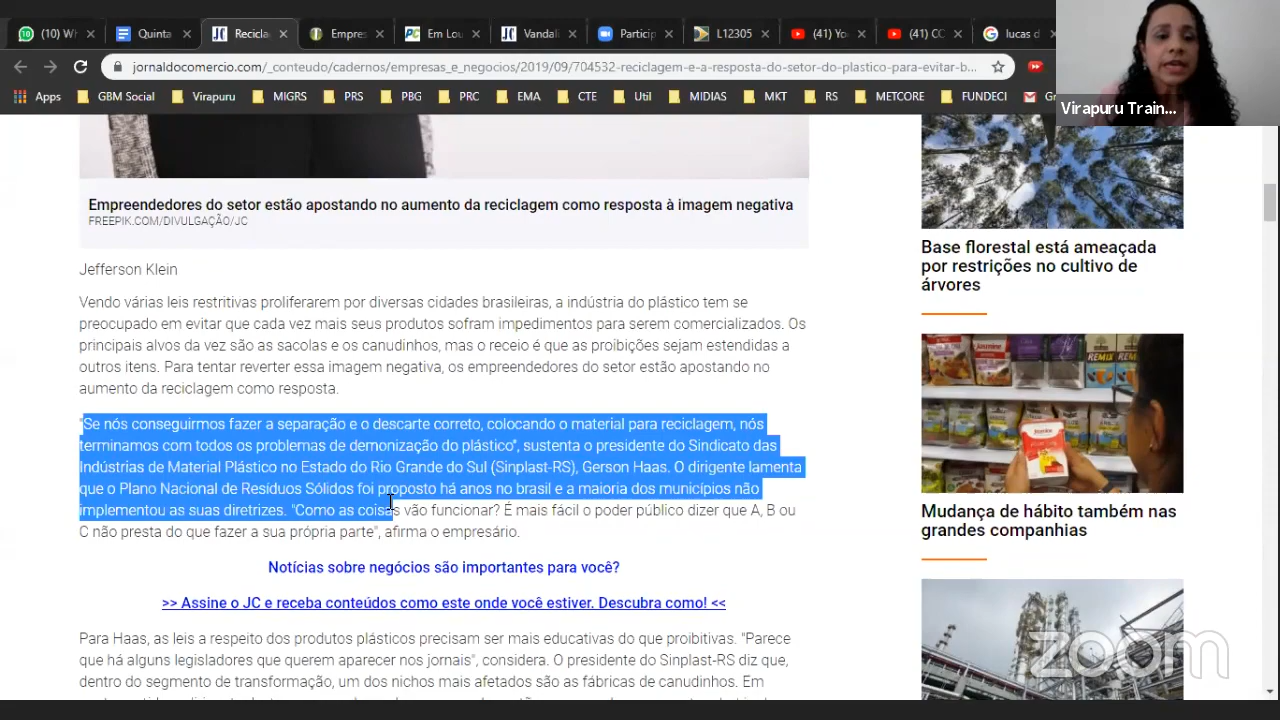 (10) Wh
Quinta
Recicla
Empres
Em Lou
Vandali
Particip
L12305
(41) Yo
(41) CC
lucas d
jornaldocomercio.com/_conteudo/cadernos/empresas_e_negocios/2019/09/704532-reciclagem-e-a-resposta-do-setor-do-plastico-para-evitar-b...
Apps
GBM Social
Virapuru
MIGRS
PRS
PBG
PRC
EMA
CTE
Util
MIDIAS
MKT
RS
METCORE
FUNDECI
Virapuru Train...
Empreendedores do setor estão apostando no aumento da reciclagem como resposta à imagem negativa
FREEPIK.COM/DIVULGAÇÃO/JC
Jefferson Klein
Vendo várias leis restritivas proliferarem por diversas cidades brasileiras, a indústria do plástico tem se
preocupado em evitar que cada vez mais seus produtos sofram impedimentos para serem comercializados. Os
principais alvos da vez são as sacolas e os canudinhos, mas o receio é que as proibições sejam estendidas a
outros itens. Para tentar reverter essa imagem negativa, os empreendedores do setor estão apostando no
aumento da reciclagem como resposta.
"Se nós conseguirmos fazer a separação e o descarte correto, colocando o material para reciclagem, nós
terminamos com todos os problemas de demonização do plástico", sustenta o presidente do Sindicato das
Indústrias de Material Plástico no Estado do Rio Grande do Sul (Sinplast-RS), Gerson Haas. O dirigente lamenta
que o Plano Nacional de Resíduos Sólidos foi proposto há anos no brasil e a maioria dos municípios não
implementou as suas diretrizes. "Como as coisas vão funcionar? É mais fácil o poder público dizer que A, B ou
C não presta do que fazer a sua própria parte", afirma o empresário.
Notícias sobre negócios são importantes para você?
>> Assine o JC e receba conteúdos como este onde você estiver. Descubra como! <<
Para Haas, as leis a respeito dos produtos plásticos precisam ser mais educativas do que proibitivas. "Parece
que há alguns legisladores que querem aparecer nos jornais", considera. O presidente do Sinplast-RS diz que,
dentro do segmento de transformação, um dos nichos mais afetados são as fábricas de canudinhos. Em
Base florestal está ameaçada
por restrições no cultivo de
árvores
Mudança de hábito também nas
grandes companhias
zoom